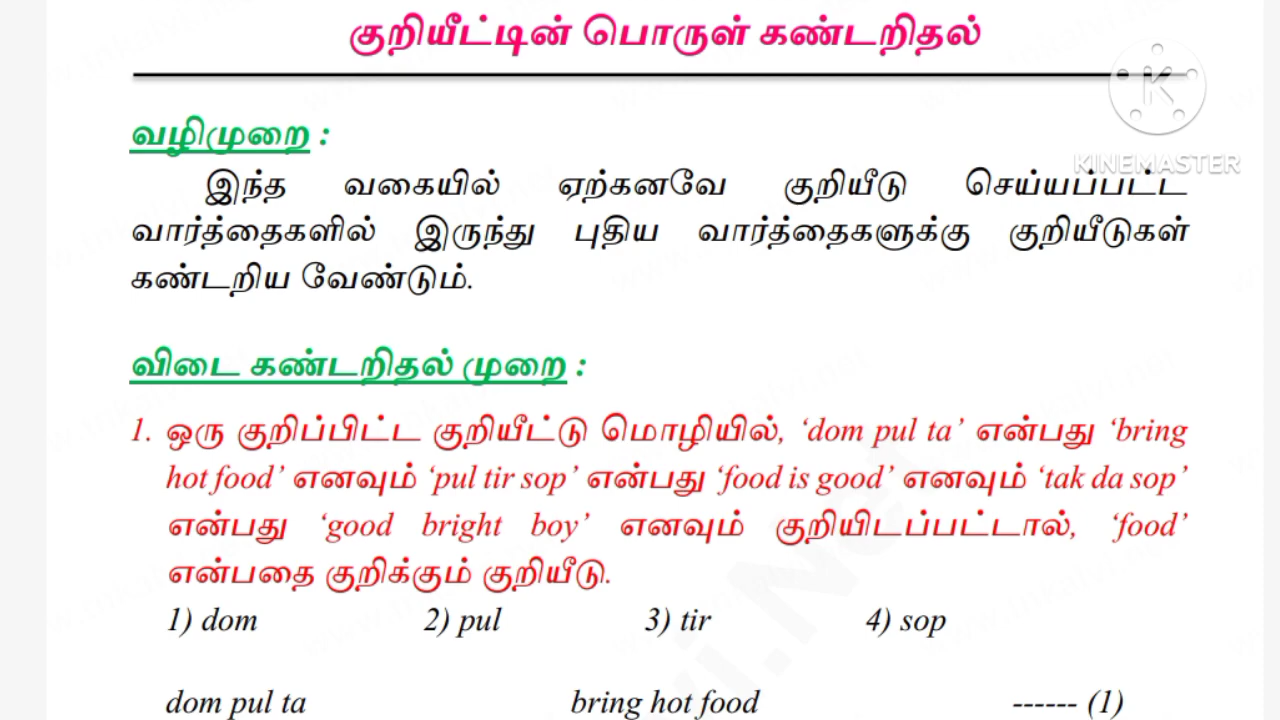 குறியீட்டின் பொருள் கண்டறிதல்
KINEMASTER
வழிமுறை :
இந்த வகையில் ஏற்கனவே குறியீடு செய்யப்பட்ட
வார்த்தைகளில் இருந்து புதிய வார்த்தைகளுக்கு குறியீடுகள்
கண்டறிய வேண்டும்.
விடை கண்டறிதல் முறை :
1. ஒரு குறிப்பிட்ட குறியீட்டு மொழியில், ‘dom pul ta’ என்பது ‘bring
hot food’ எனவும் ‘pul tir sop’ என்பது ‘food is good’ எனவும் ‘tak da sop’
என்பது ‘good bright boy’ எனவும் குறியிடப்பட்டால், ‘food’
என்பதை குறிக்கும் குறியீடு.
1) dom 2) pul 3) tir 4) sop
dom pul ta bring hot food ------ (1)